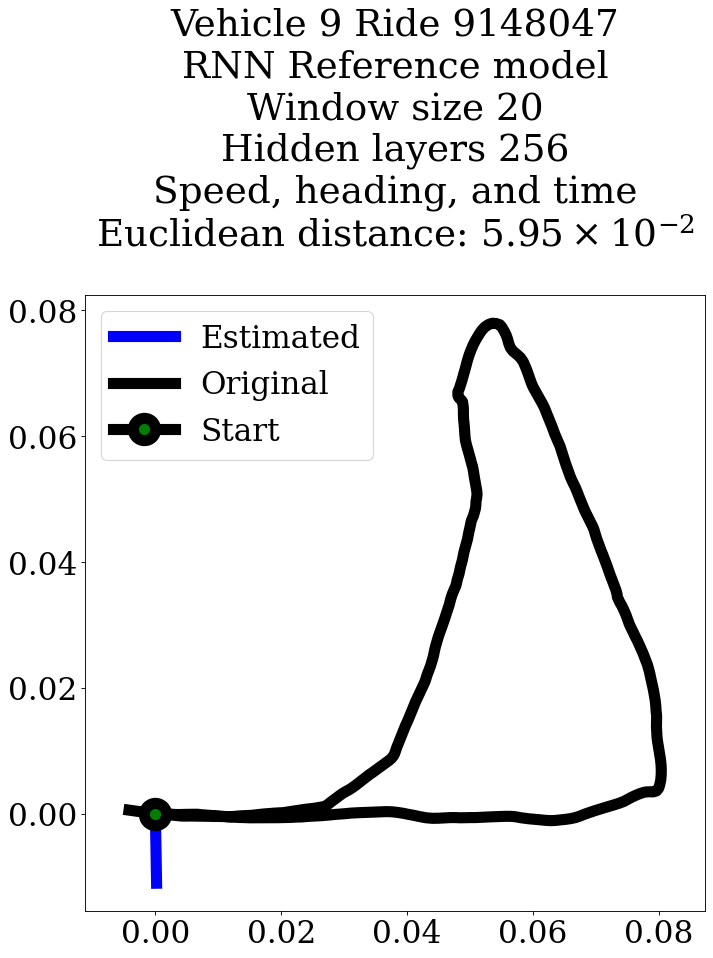 Vehicle 9 Ride 9148047
RNN Reference model
Window size 20
Hidden layers 256
Speed, heading, and time
Euclidean distance: 5.95 × 10⁻²
Estimated
Original
Start
0.08
0.06
0.04
0.02
0.00
0.00 0.02 0.04 0.06 0.08